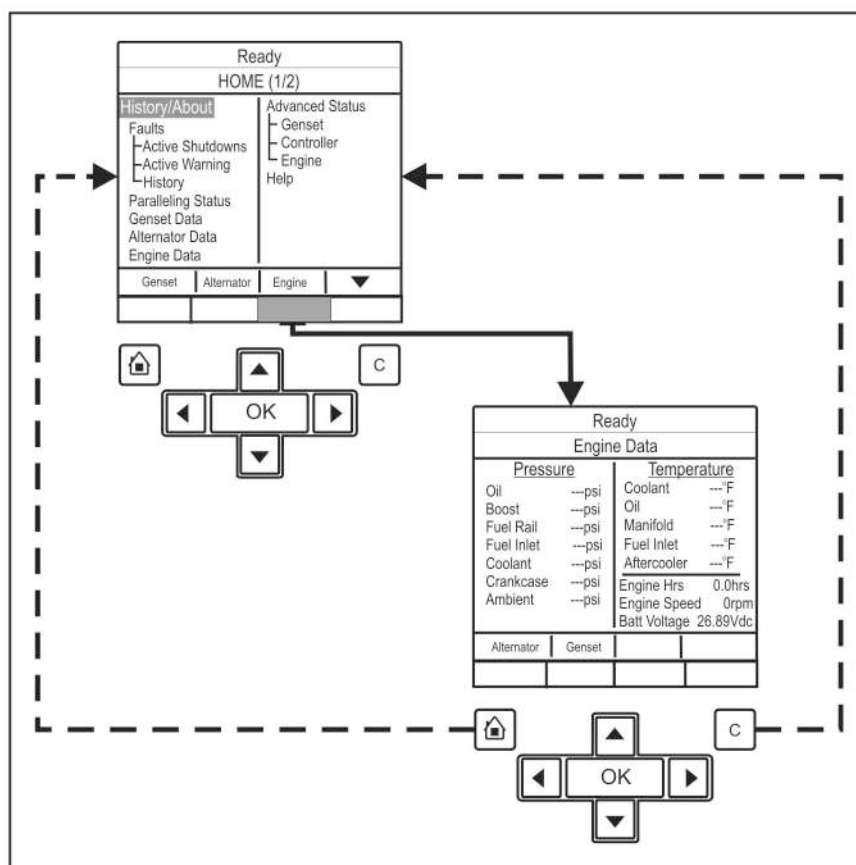 Ready
HOME (1/2)
History/About
Faults
Active Shutdowns
Active Warning
History
Paralleling Status
Genset Data
Alternator Data
Engine Data
Advanced Status
Genset
Controller
Engine
Help
Genset Alternator Engine
C
OK
Ready
Engine Data
Pressure
Oil ---psi
Boost ---psi
Fuel Rail ---psi
Fuel Inlet ---psi
Coolant ---psi
Crankcase ---psi
Ambient ---psi
Temperature
Coolant ---°F
Oil ---°F
Manifold ---°F
Fuel Inlet ---°F
Aftercooler ---°F
Engine Hrs 0.0hrs
Engine Speed 0rpm
Batt Voltage 26.89Vdc
Alternator Genset
C
OK